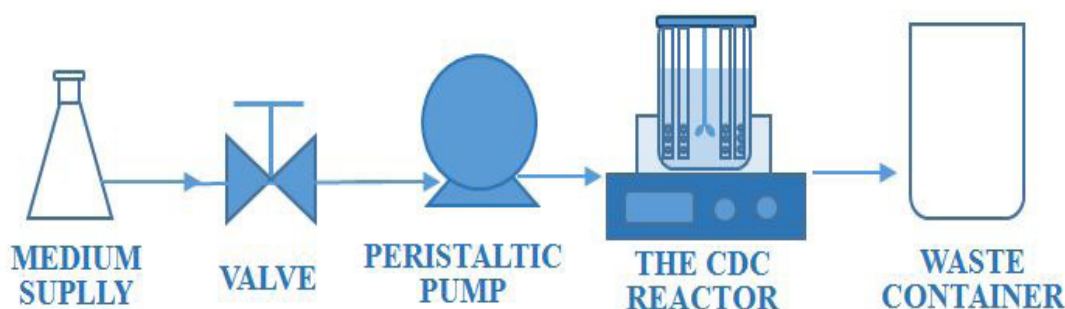 MEDIUM
SUPLLY
VALVE
PERISTALTIC
PUMP
THE CDC
REACTOR
WASTE
CONTAINER